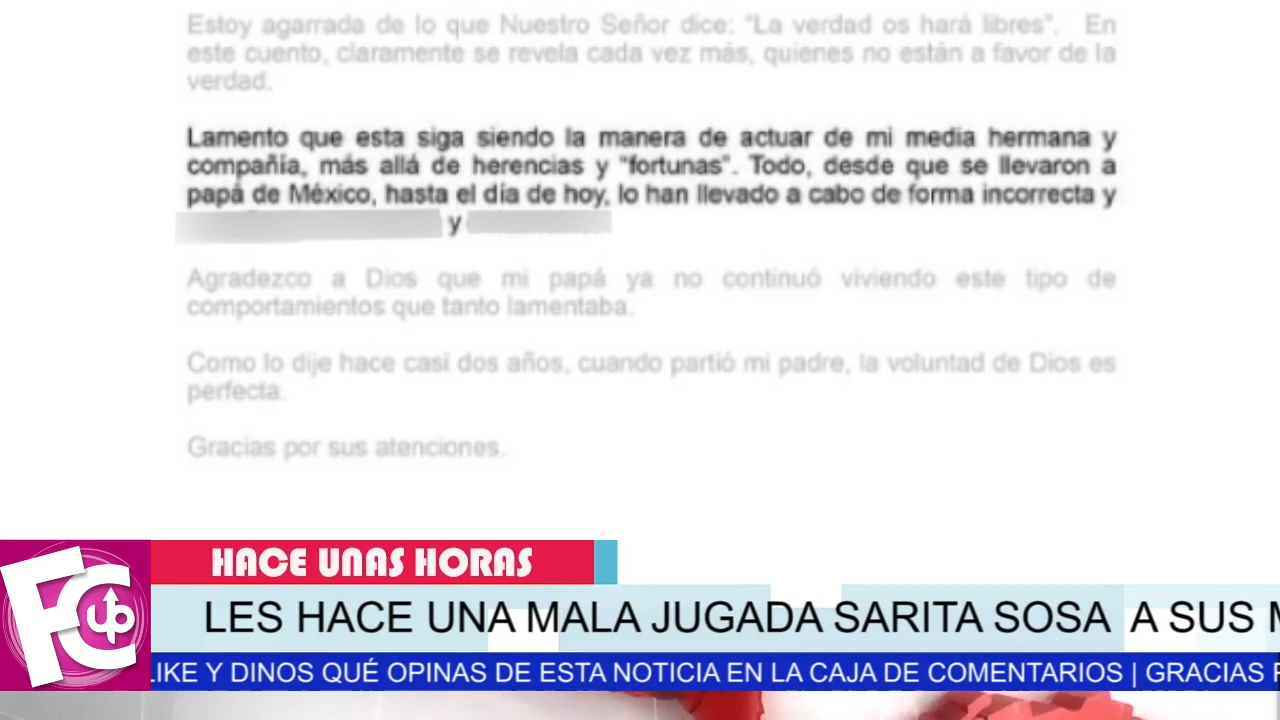 Estoy agarrada de lo que Nuestro Señor dice: “La verdad os hará libres”. En
este cuento, claramente se revela cada vez más, quienes no están a favor de la
verdad.
Lamento que esta siga siendo la manera de actuar de mi media hermana y
compañía, más allá de herencias y “fortunas”. Todo, desde que se llevaron a
papá de México, hasta el día de hoy, lo han llevado a cabo de forma incorrecta y
y
Agradezco a Dios que mi papá ya no continuó viviendo este tipo de
comportamientos que tanto lamentaba.
Como lo dije hace casi dos años, cuando partió mi padre, la voluntad de Dios es
perfecta.
Gracias por sus atenciones.
HACE UNAS HORAS
LES HACE UNA MALA JUGADA SARITA SOSA A SUS
LIKE Y DINOS QUÉ OPINAS DE ESTA NOTICIA EN LA CAJA DE COMENTARIOS | GRACIAS
FC up